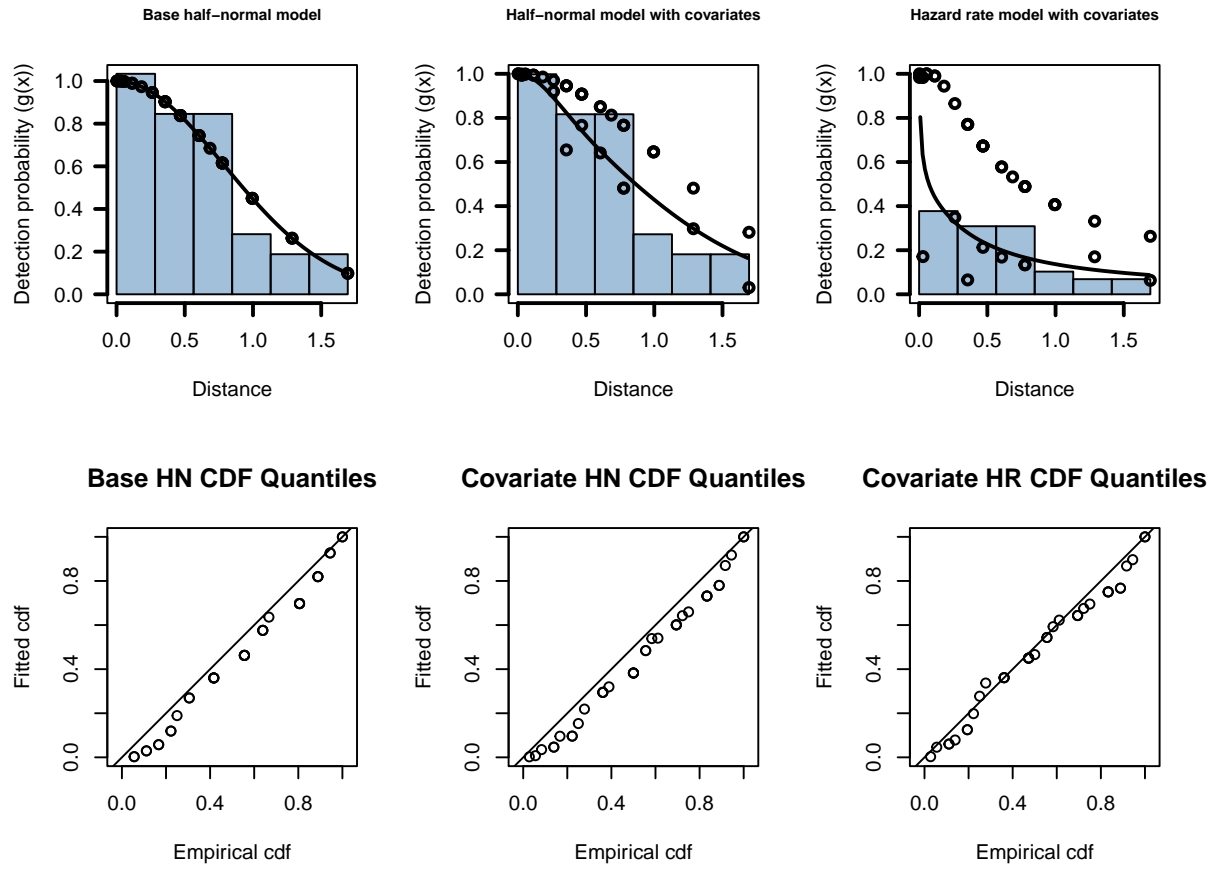 Base half−normal model
Detection probability (g(x))
1.0
0.8
0.6
0.4
0.2
0.0
0.0 0.5 1.0 1.5
Distance
Half−normal model with covariates
Detection probability (g(x))
1.0
0.8
0.6
0.4
0.2
0.0
0.0 0.5 1.0 1.5
Distance
Hazard rate model with covariates
Detection probability (g(x))
1.0
0.8
0.6
0.4
0.2
0.0
0.0 0.5 1.0 1.5
Distance
Base HN CDF Quantiles
Fitted cdf
0.8
0.4
0.0
0.0 0.4 0.8
Empirical cdf
Covariate HN CDF Quantiles
Fitted cdf
0.8
0.4
0.0
0.0 0.4 0.8
Empirical cdf
Covariate HR CDF Quantiles
Fitted cdf
0.8
0.4
0.0
0.0 0.4 0.8
Empirical cdf